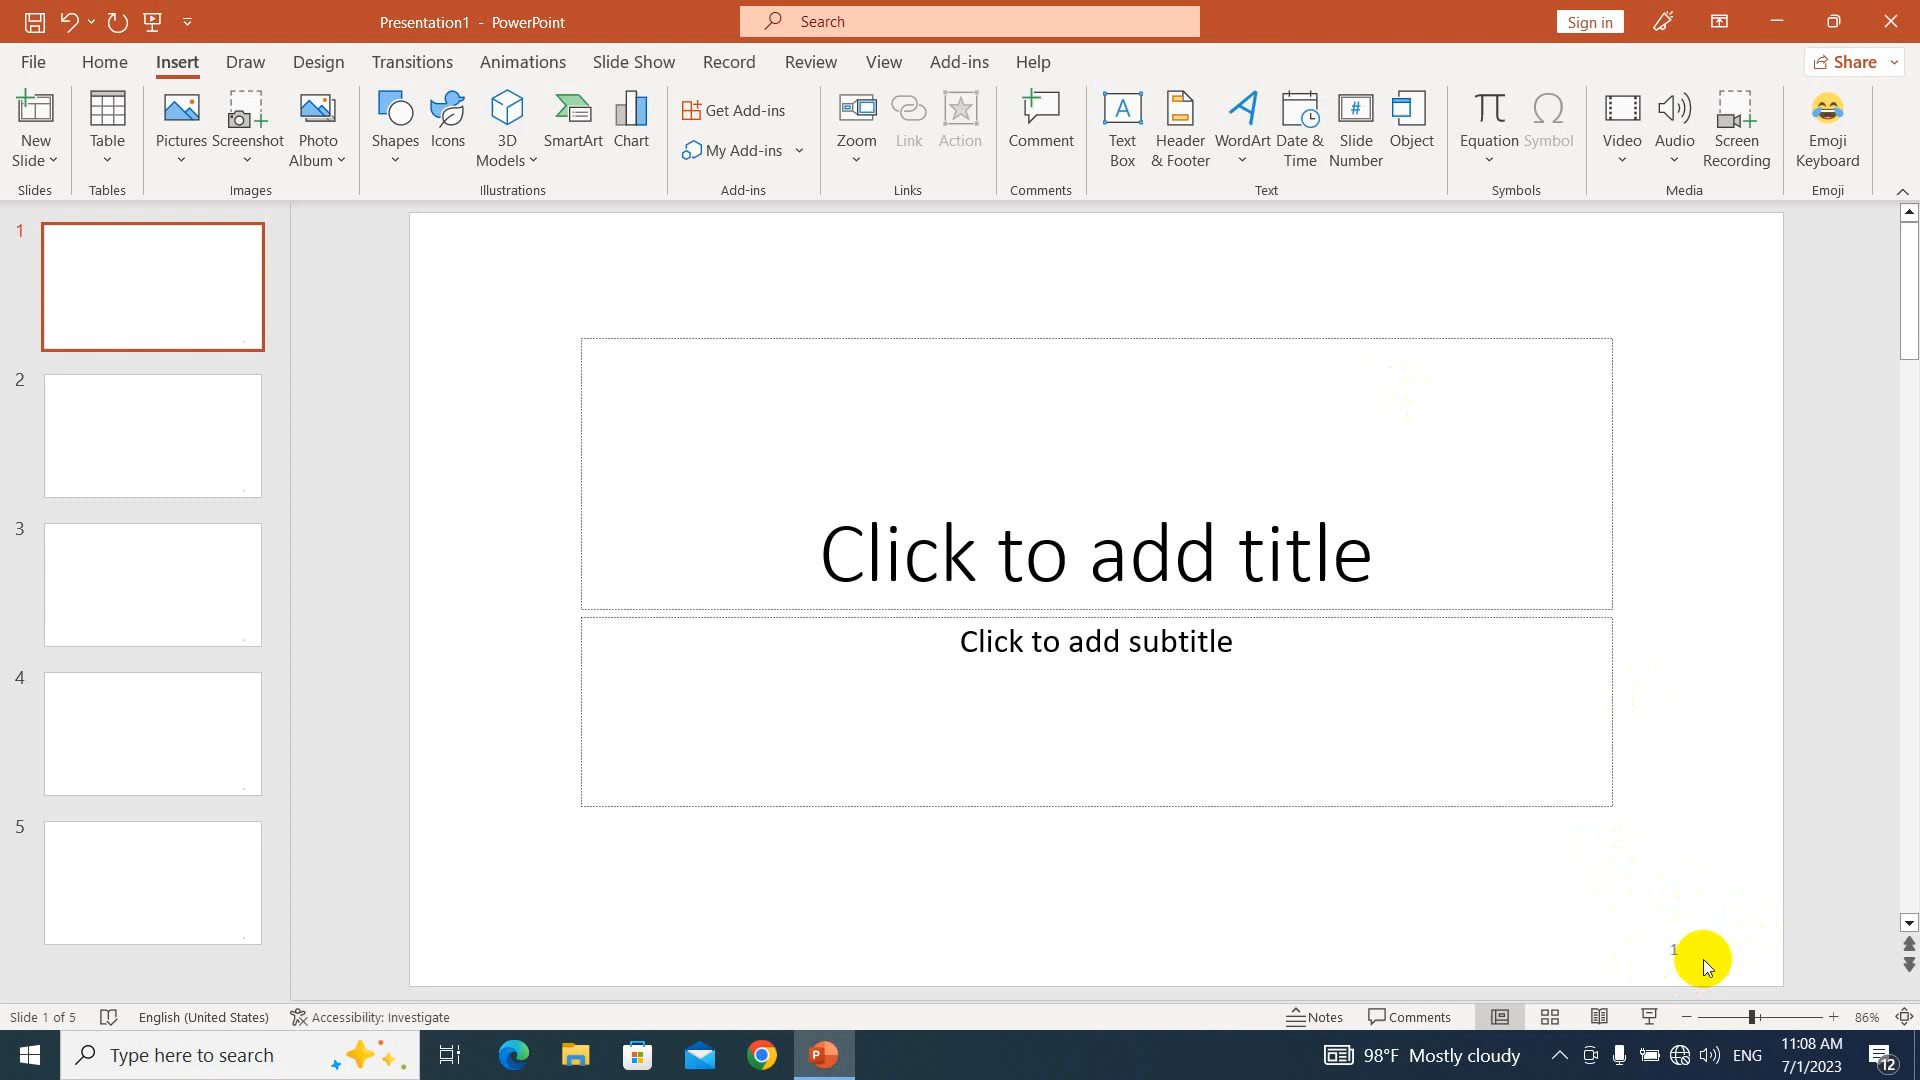 Presentation1 - PowerPoint
Search
Sign in
File Home Insert Draw Design Transitions Animations Slide Show Record Review View Add-ins Help
Share
New Slide
Table
Pictures
Screenshot
Photo Album
Shapes
Icons
3D Models
SmartArt
Chart
Get Add-ins
My Add-ins
Zoom
Link
Action
Comment
Text Box
Header & Footer
WordArt
Date & Time
Slide Number
Object
Equation
Symbol
Video
Audio
Screen Recording
Emoji Keyboard
Slides Tables Images Illustrations Add-ins Links Comments Text Symbols Media Emoji
1
2
3
4
5
Click to add title
Click to add subtitle
1
Slide 1 of 5 English (United States) Accessibility: Investigate Notes Comments 86%
Type here to search
98°F Mostly cloudy
ENG
11:08 AM
7/1/2023
12